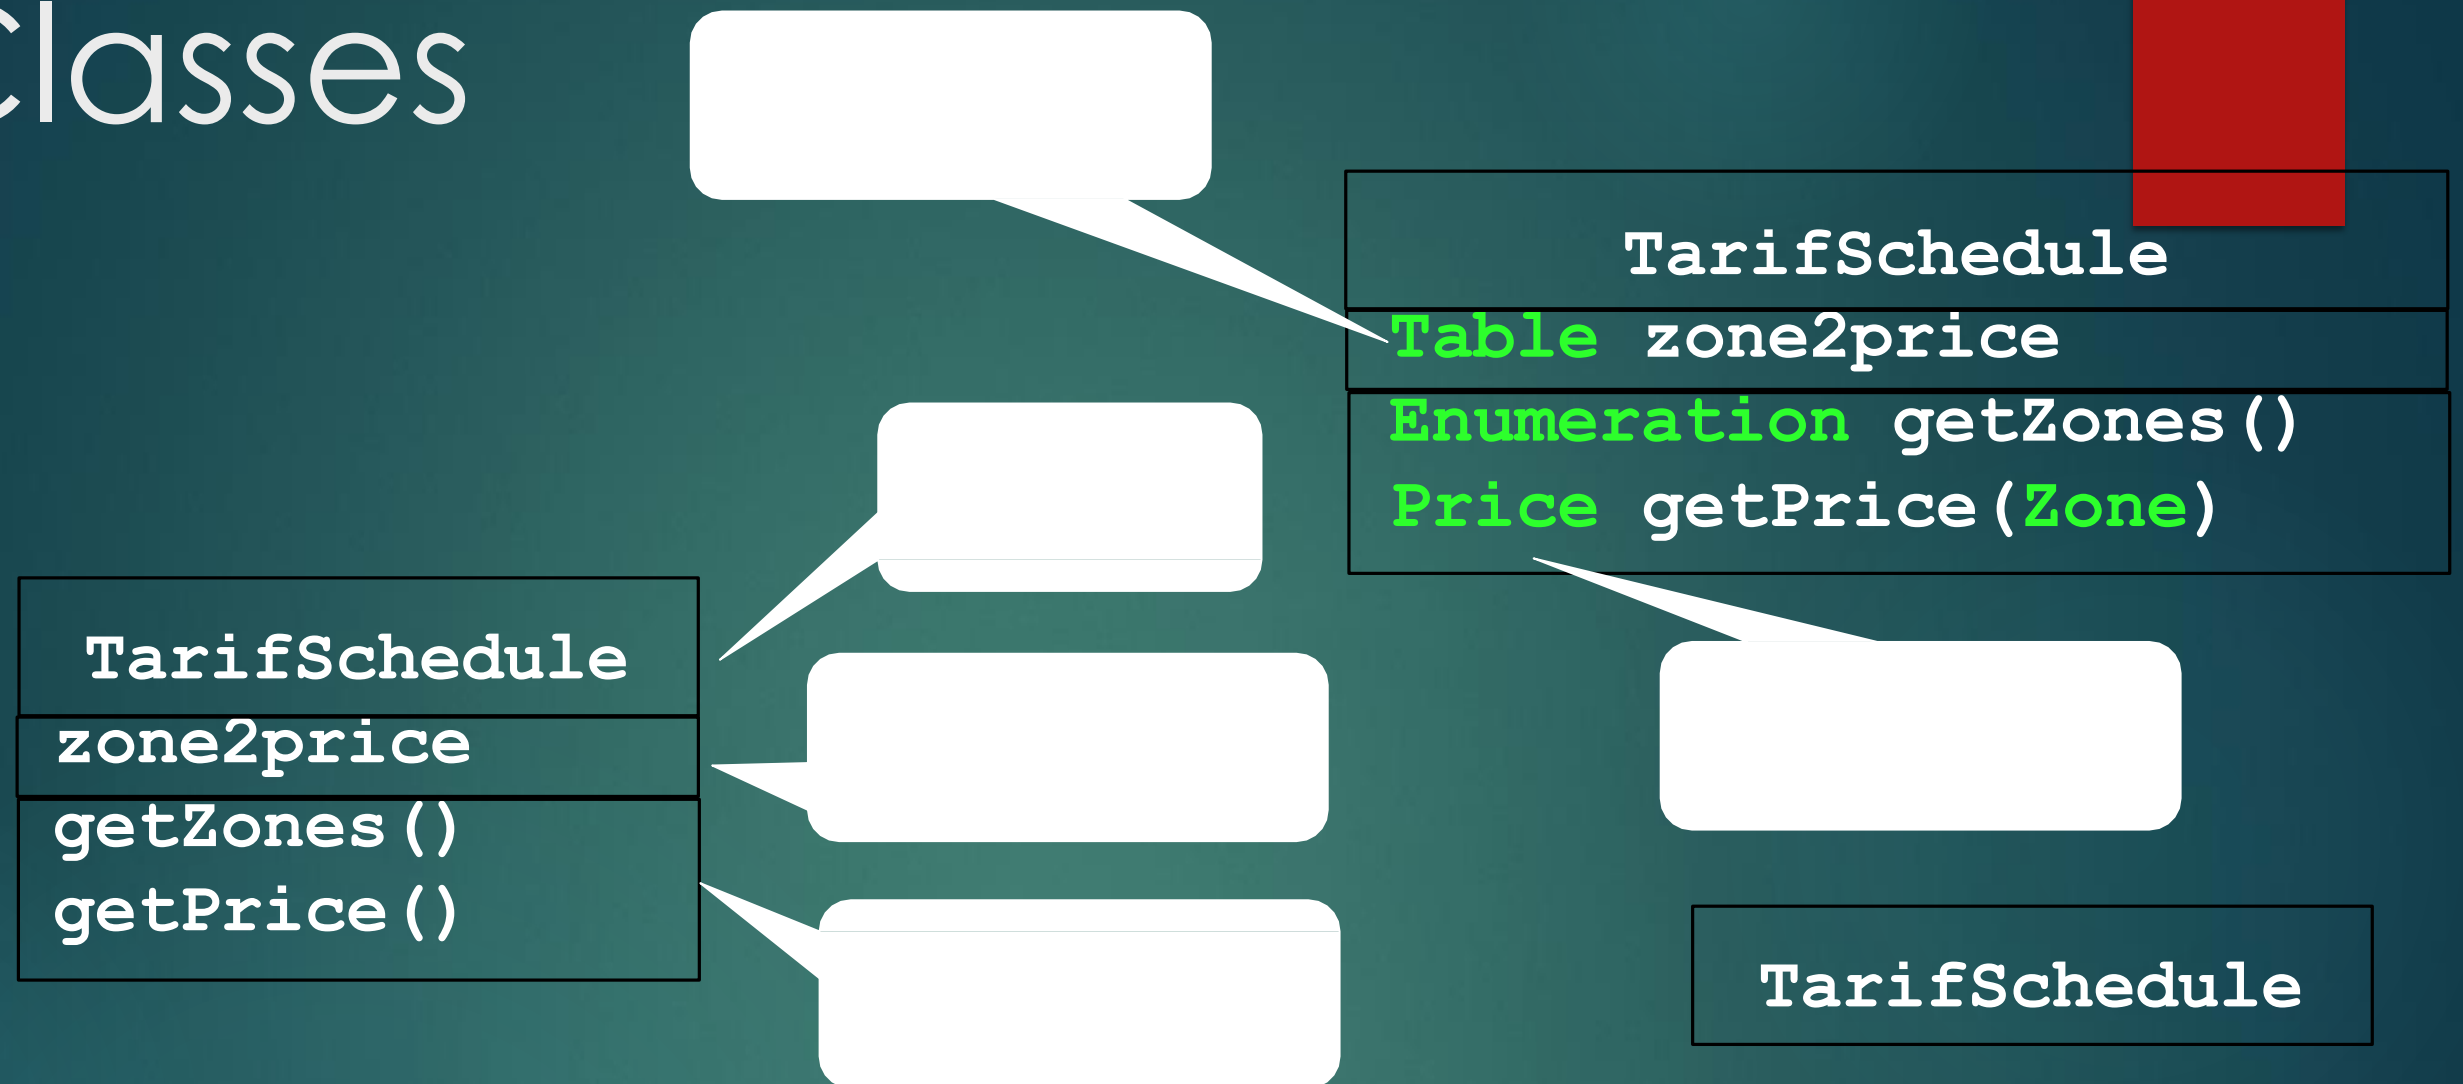 Classes
TarifSchedule
Table zone2price
Enumeration getZones()
Price getPrice(Zone)
TarifSchedule
zone2price
getZones()
getPrice()
TarifSchedule